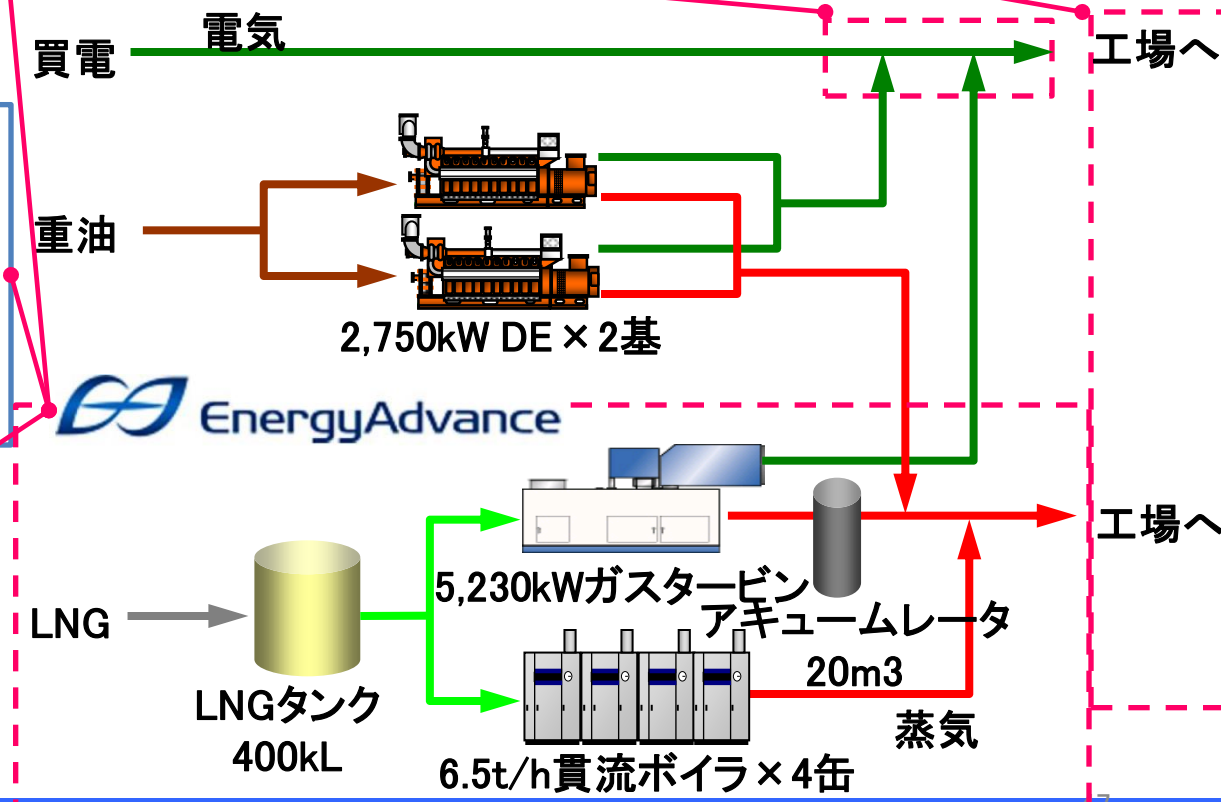 電気
買電
工場へ
重油
2,750kW DE×2基
EnergyAdvance
工場へ
5,230kWガスタービン
アキュームレータ
20m3
LNG
LNGタンク
400kL
蒸気
6.5t/h貫流ボイラ×4缶